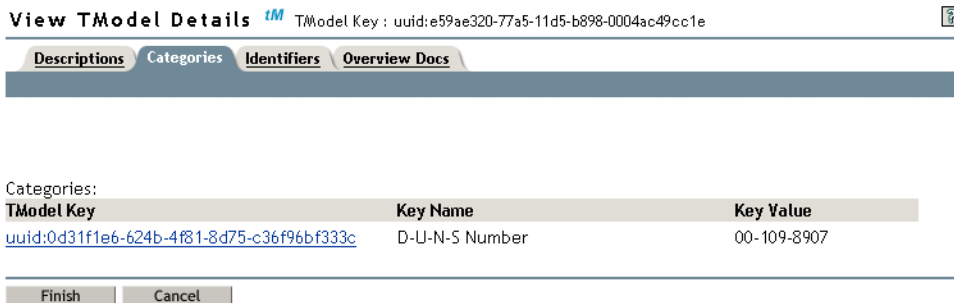 View TModel Details tM TModel Key : uuid:e59ae320-77a5-11d5-b898-0004ac49cc1e ?
Descriptions Categories Identifiers Overview Docs
Categories:
TModel Key Key Name Key Value
uuid:0d31f1e6-624b-4f81-8d75-c36f96bf333c D-U-N-S Number 00-109-8907
Finish Cancel